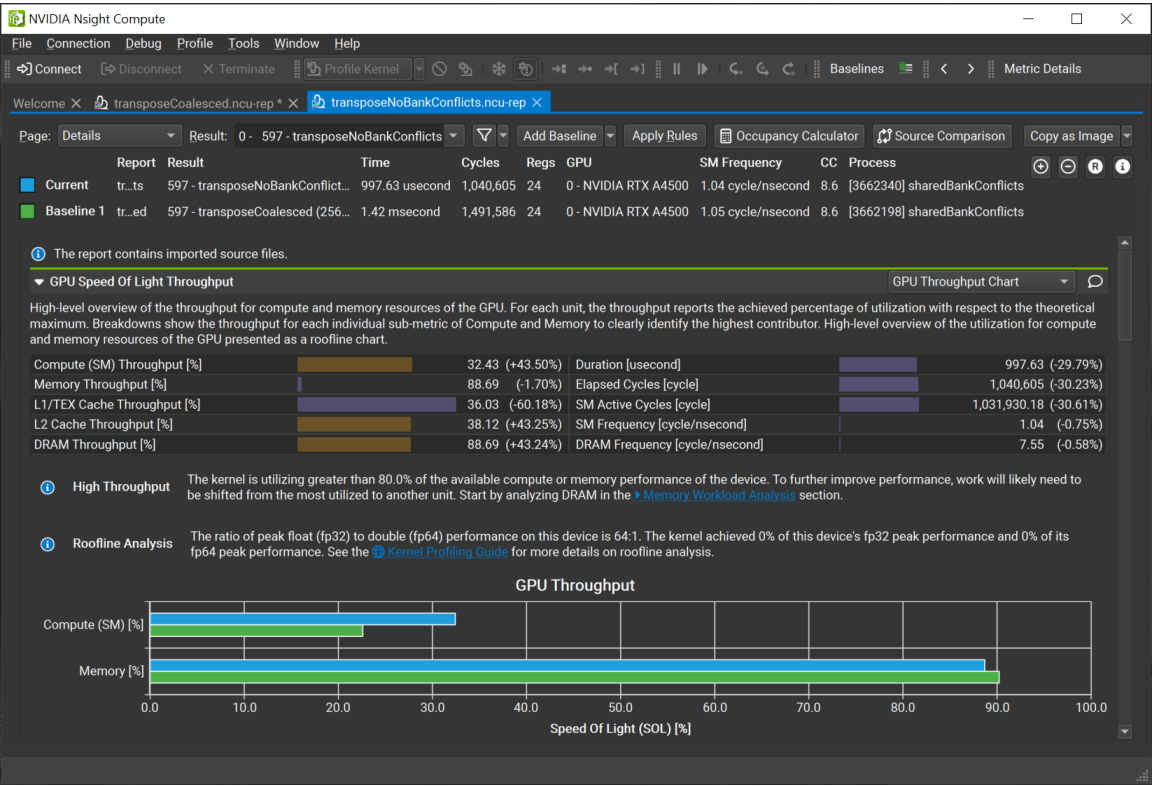 NVIDIA Nsight Compute
File Connection Debug Profile Tools Window Help
Connect Disconnect Terminate Profile Kernel Baselines Metric Details
Welcome transposeCoalesced.ncu-rep * transposeNoBankConflicts.ncu-rep
Page: Details Result: 0 - 597 - transposeNoBankConflicts Add Baseline Apply Rules Occupancy Calculator Source Comparison Copy as Image
Report Result Time Cycles Regs GPU SM Frequency CC Process
Current tr...ts 597 - transposeNoBankConflict... 997.63 usecond 1,040,605 24 0 - NVIDIA RTX A4500 1.04 cycle/nsecond 8.6 [3662340] sharedBankConflicts
R
Baseline 1 tr...ed 597 - transposeCoalesced (256... 1.42 msecond 1,491,586 24 0 - NVIDIA RTX A4500 1.05 cycle/nsecond 8.6 [3662198] sharedBankConflicts
The report contains imported source files.
GPU Speed Of Light Throughput GPU Throughput Chart
High-level overview of the throughput for compute and memory resources of the GPU. For each unit, the throughput reports the achieved percentage of utilization with respect to the theoretical
maximum. Breakdowns show the throughput for each individual sub-metric of Compute and Memory to clearly identify the highest contributor. High-level overview of the utilization for compute
and memory resources of the GPU presented as a roofline chart.
Compute (SM) Throughput [%] 32.43 (+43.50%) Duration [usecond] 997.63 (-29.79%)
Memory Throughput [%] 88.69 (-1.70%) Elapsed Cycles [cycle] 1,040,605 (-30.23%)
L1/TEX Cache Throughput [%] 36.03 (-60.18%) SM Active Cycles [cycle] 1,031,930.18 (-30.61%)
L2 Cache Throughput [%] 38.12 (+43.25%) SM Frequency [cycle/nsecond] 1.04 (-0.75%)
DRAM Throughput [%] 88.69 (+43.24%) DRAM Frequency [cycle/nsecond] 7.55 (-0.58%)
High Throughput The kernel is utilizing greater than 80.0% of the available compute or memory performance of the device. To further improve performance, work will likely need to
be shifted from the most utilized to another unit. Start by analyzing DRAM in the Memory Workload Analysis section.
Roofline Analysis The ratio of peak float (fp32) to double (fp64) performance on this device is 64:1. The kernel achieved 0% of this device's fp32 peak performance and 0% of its
fp64 peak performance. See the Kernel Profiling Guide for more details on roofline analysis.
GPU Throughput
Compute (SM) [%]
Memory [%]
0.0 10.0 20.0 30.0 40.0 50.0 60.0 70.0 80.0 90.0 100.0
Speed Of Light (SOL) [%]